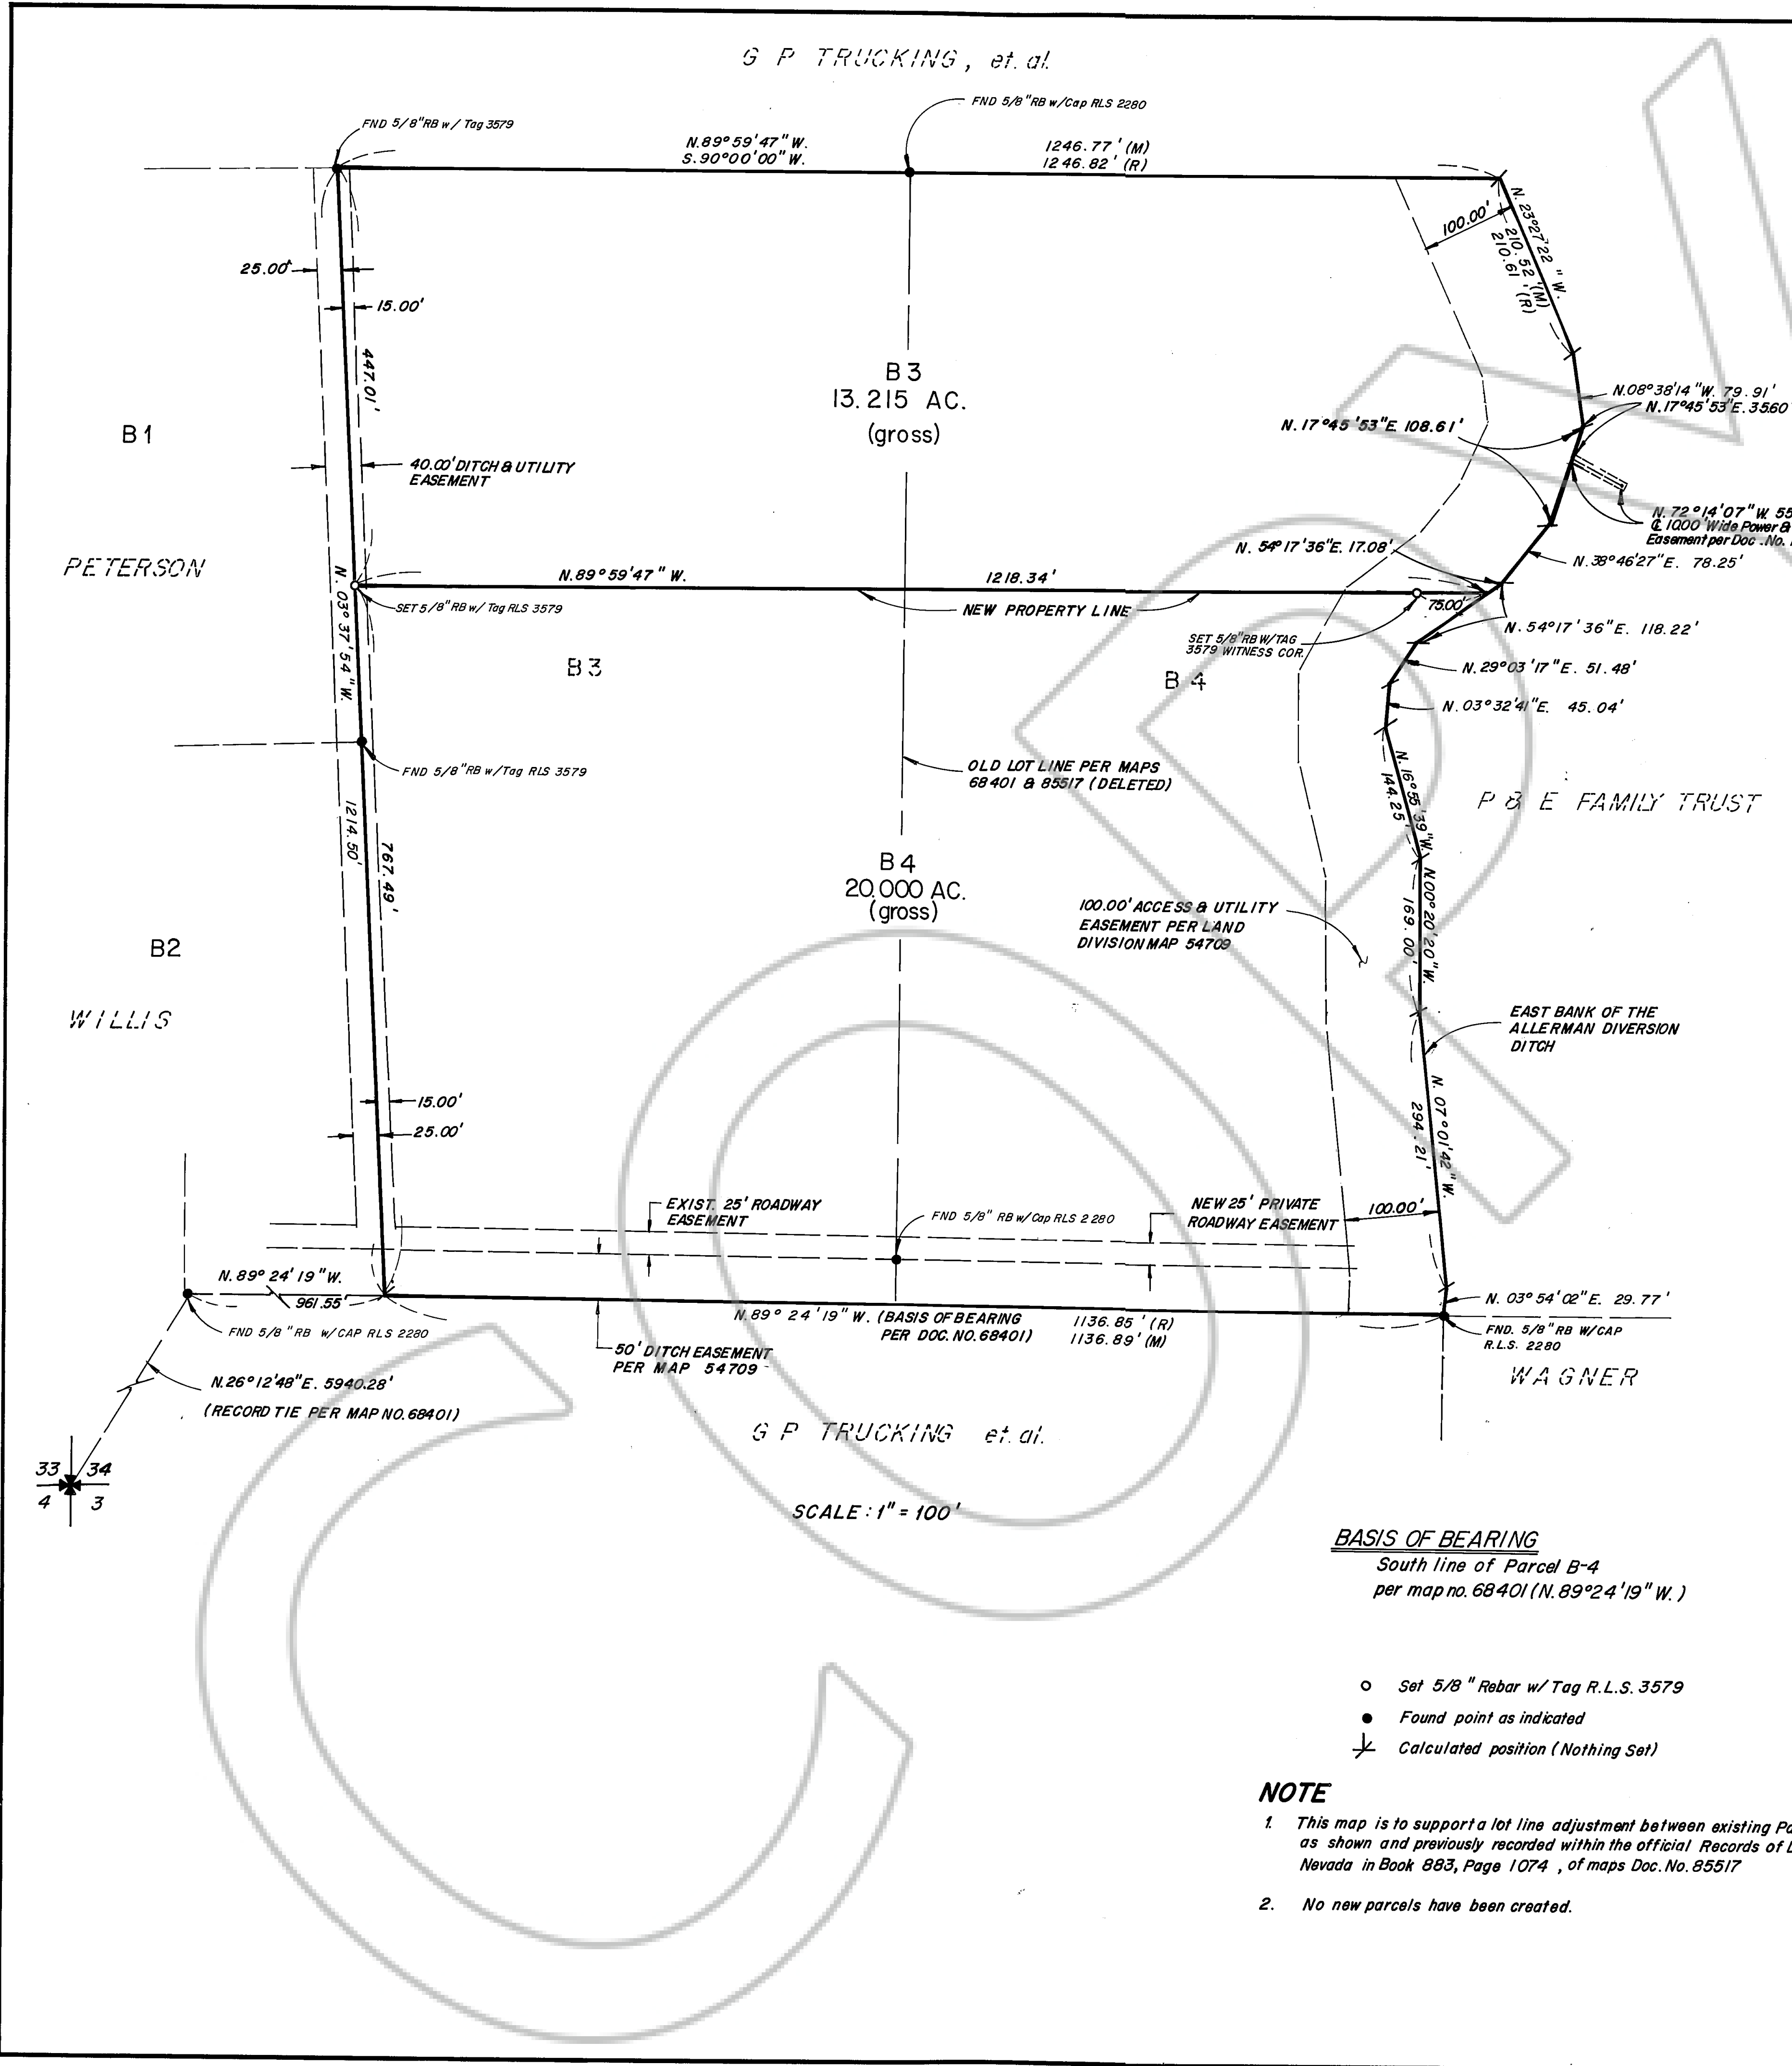 G P TRUCKING, et. al.
FND 5/8"RB w/Cap RLS 2280
FND 5/8"RB w/ Tag 3579
N.89°59'47"W.
S.90°00'00"W.
1246.77'(M)
1246.82'(R)
N. 23°27'22"W.
210.52'(M)
210.61'(R)
100.00'
25.00'
15.00'
447.01'
B3
13.215 AC.
(gross)
N.08°38'14"W. 79.91'
N.17°45'53"E. 35.60
N.17°45'53"E. 108.61'
B1
40.00' DITCH & UTILITY
EASEMENT
N.72°14'07"W. 55
℄ 10.00' Wide Power &
Easement per Doc. No.
N. 54°17'36"E. 17.08'
N.38°46'27"E. 78.25'
PETERSON
N.89°59'47"W.
1218.34'
SET 5/8"RB w/ Tag RLS 3579
NEW PROPERTY LINE
75.00'
N.54°17'36"E. 118.22'
SET 5/8"RB W/TAG
3579 WITNESS COR.
N. 03°37'54"W.
B3
B4
N.29°03'17"E. 51.48'
N.03°32'41"E. 45.04'
FND 5/8"RB w/Tag RLS 3579
OLD LOT LINE PER MAPS
68401 & 85517 (DELETED)
N.16°55'39"W.
144.25'
P & E FAMILY TRUST
1214.50'
767.49'
B4
20.000 AC.
(gross)
N.00°20'20"W.
169.00'
100.00' ACCESS & UTILITY
EASEMENT PER LAND
DIVISION MAP 54709
B2
WILLIS
EAST BANK OF THE
ALLERMAN DIVERSION
DITCH
N. 07°01'42"W.
294.21'
15.00'
25.00'
EXIST. 25' ROADWAY
EASEMENT
FND 5/8" RB w/Cap RLS 2280
NEW 25' PRIVATE
ROADWAY EASEMENT
100.00'
N.89°24'19"W.
961.55'
N. 03°54'02"E. 29.77'
N.89°24'19"W. (BASIS OF BEARING
PER DOC. NO. 68401)
1136.85'(R)
1136.89'(M)
FND 5/8"RB w/CAP RLS 2280
FND. 5/8"RB W/CAP
R.L.S. 2280
50' DITCH EASEMENT
PER MAP 54709
WAGNER
N.26°12'48"E. 5940.28'
(RECORD TIE PER MAP NO. 68401)
G P TRUCKING et. al.
33 34
4 3
SCALE: 1" = 100'
BASIS OF BEARING
South line of Parcel B-4
per map no. 68401 (N.89°24'19"W.)
Set 5/8" Rebar w/ Tag R.L.S. 3579
Found point as indicated
Calculated position (Nothing Set)
NOTE
1. This map is to support a lot line adjustment between existing Pa
as shown and previously recorded within the official Records of D
Nevada in Book 883, Page 1074, of maps Doc. No. 85517
2. No new parcels have been created.